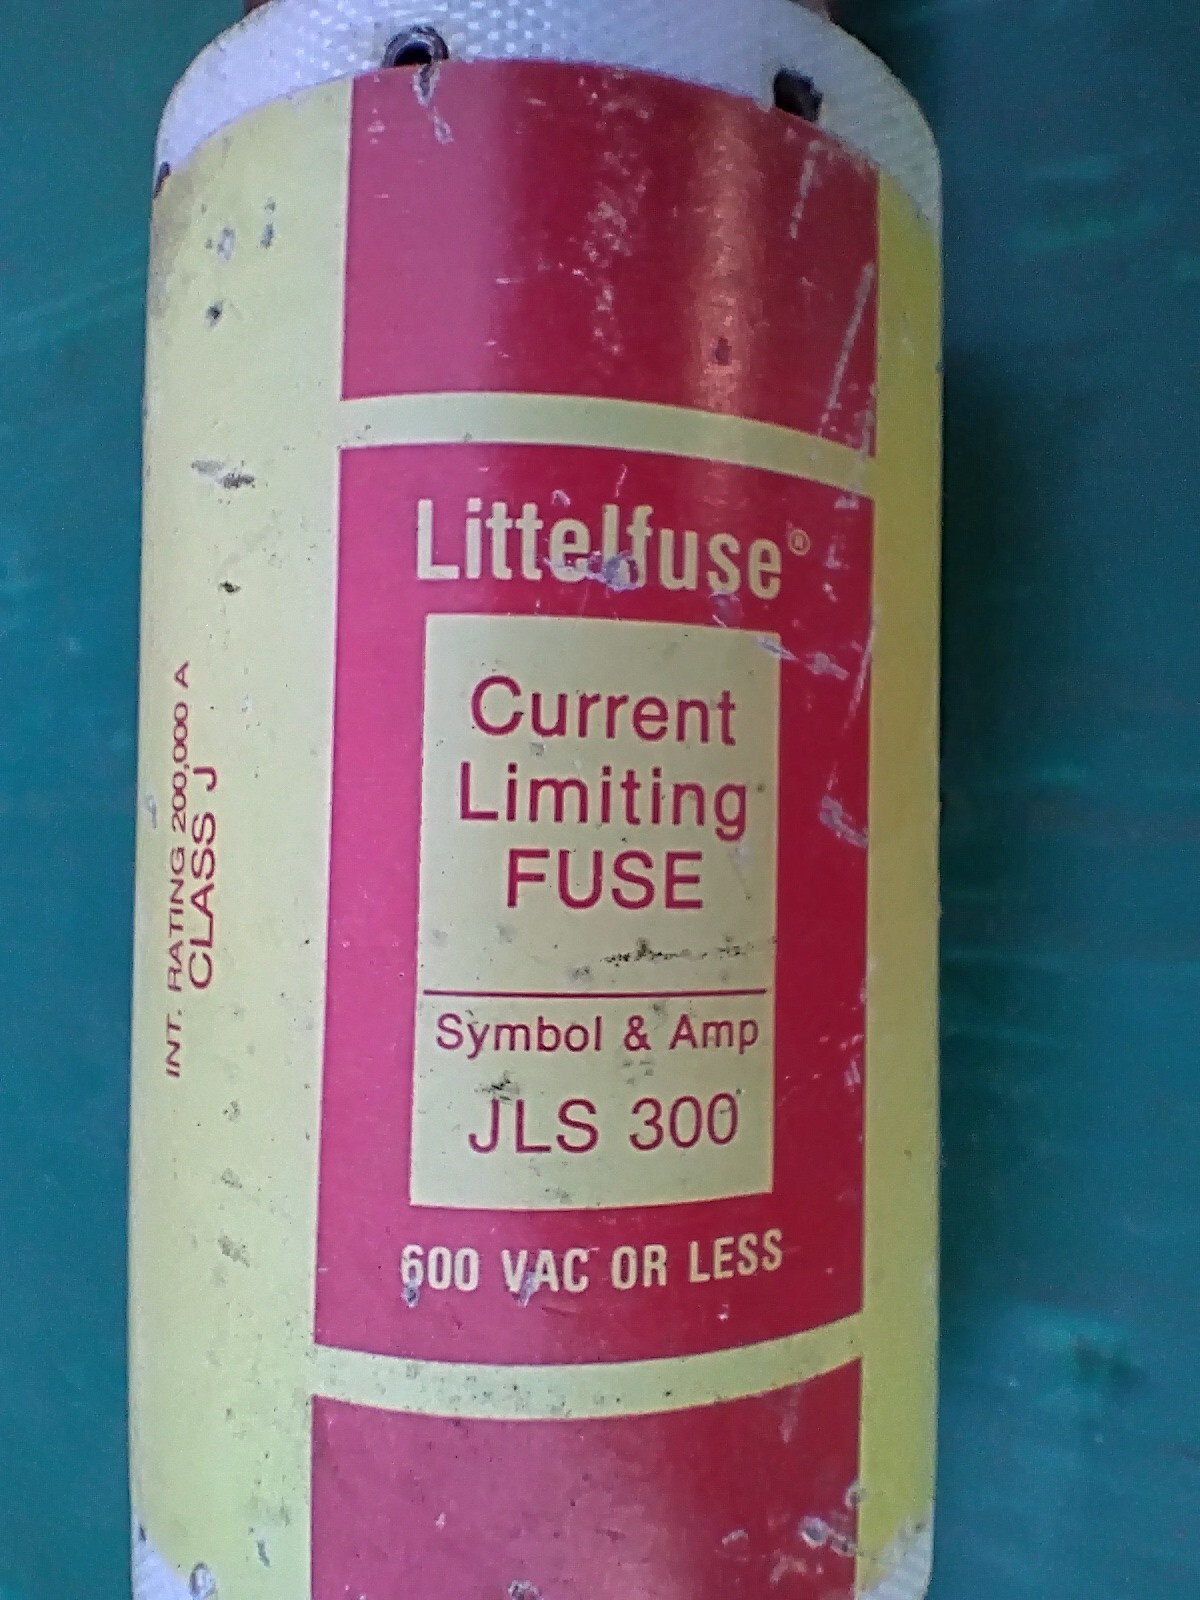 Littelfuse®
Current
Limiting
FUSE
Symbol & Amp
JLS 300
600 VAC OR LESS
INT. RATING 200,000 A
CLASS J